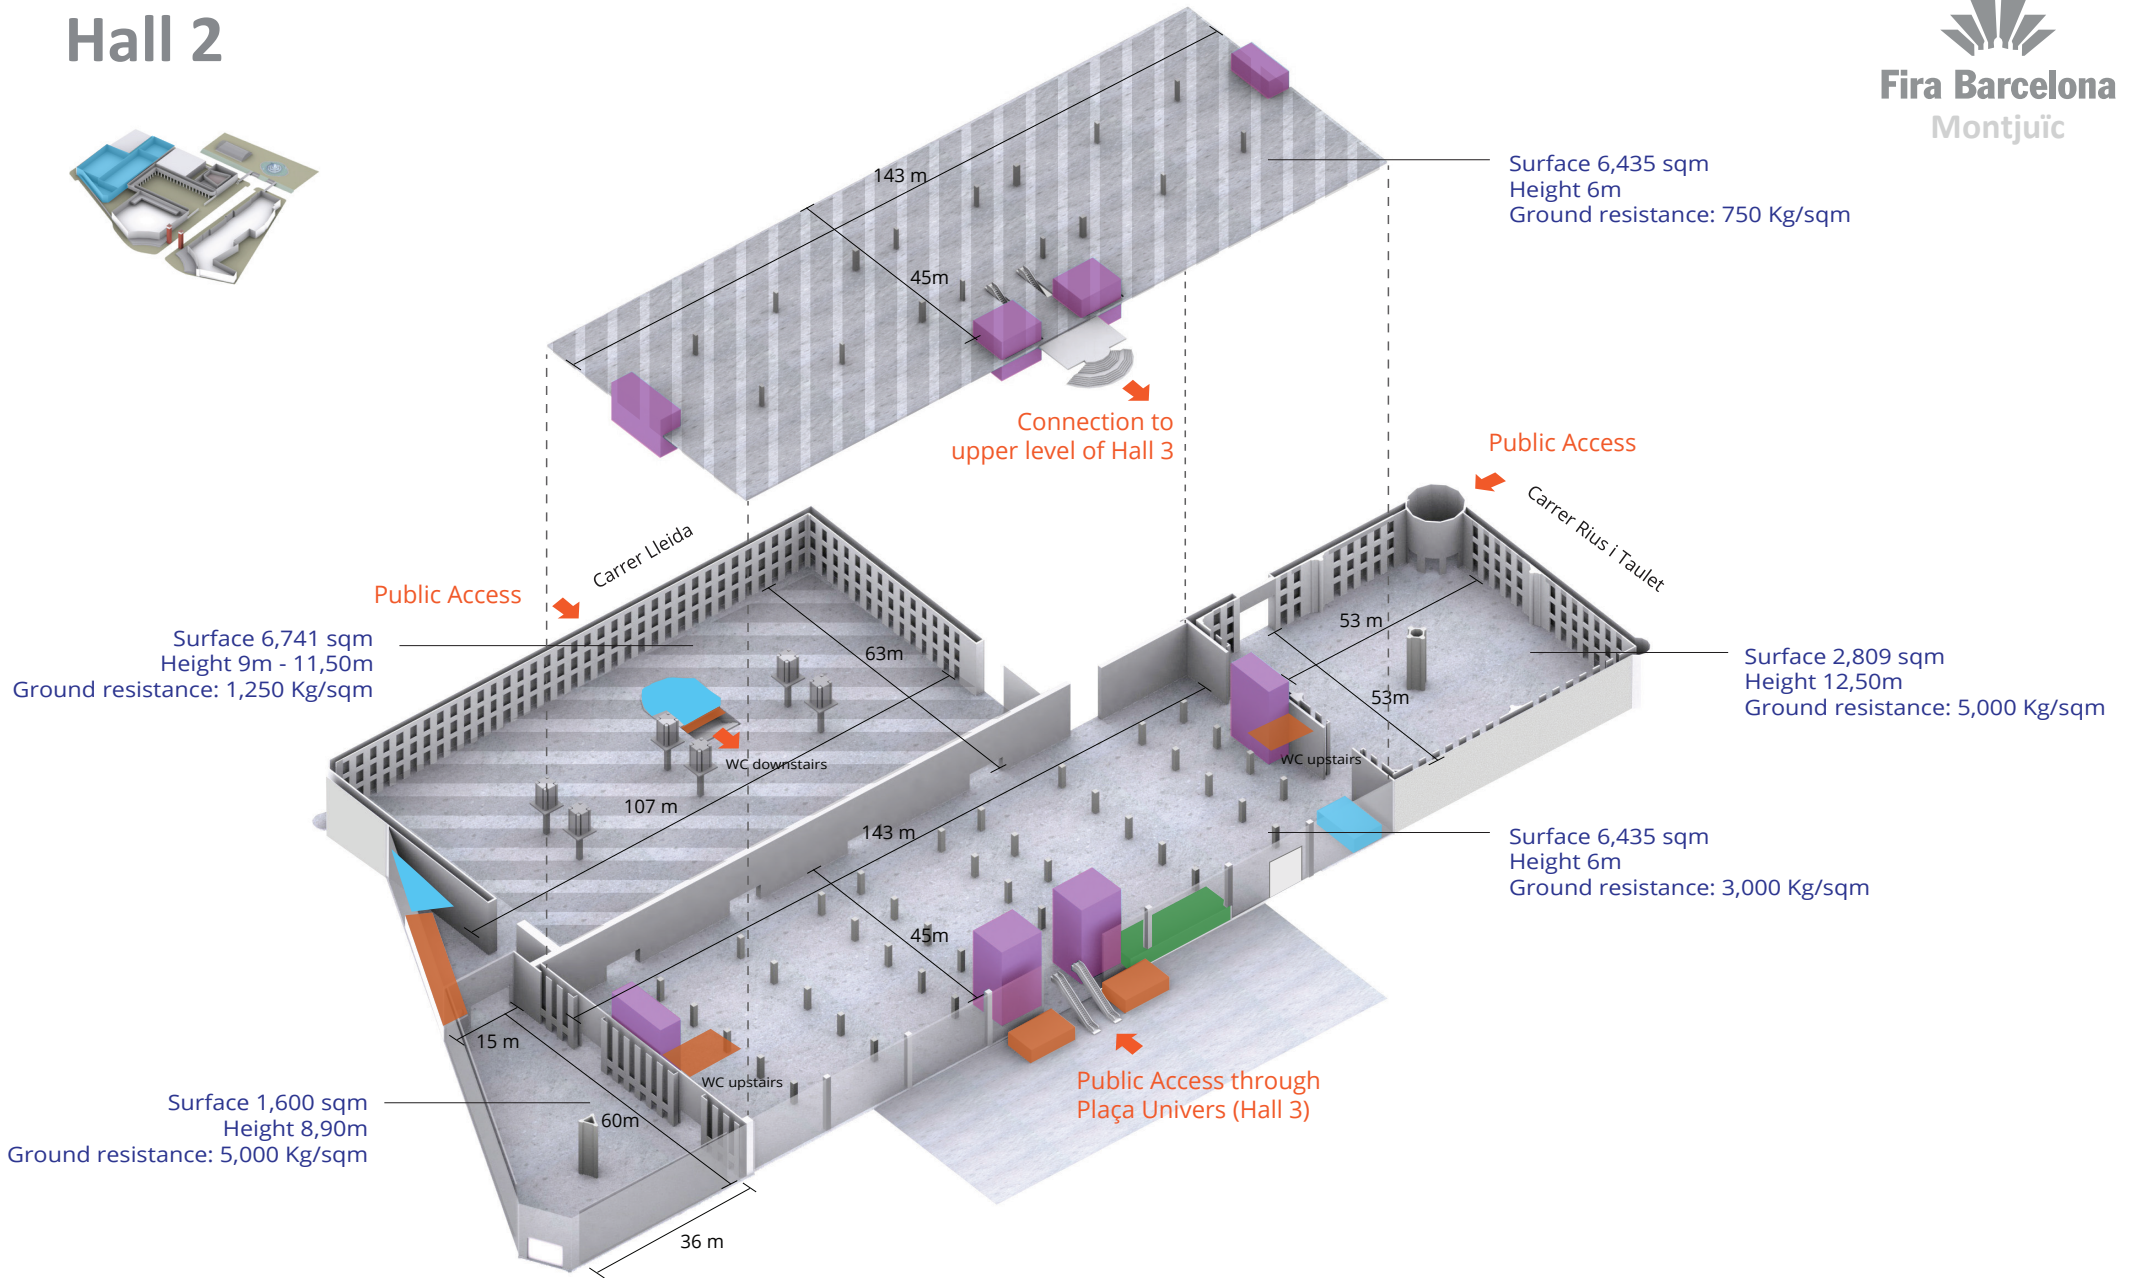 Hall 2
Fira Barcelona
Montjuïc
143 m
45m
Surface 6,435 sqm
Height 6m
Ground resistance: 750 Kg/sqm
Connection to
upper level of Hall 3
Public Access
Carrer Rius i Taulet
Carrer Lleida
Public Access
Surface 6,741 sqm
Height 9m - 11,50m
Ground resistance: 1,250 Kg/sqm
63m
53 m
53m
Surface 2,809 sqm
Height 12,50m
Ground resistance: 5,000 Kg/sqm
WC downstairs
WC upstairs
107 m
143 m
Surface 6,435 sqm
Height 6m
Ground resistance: 3,000 Kg/sqm
45m
15 m
WC upstairs
Public Access through
Plaça Univers (Hall 3)
Surface 1,600 sqm
Height 8,90m
Ground resistance: 5,000 Kg/sqm
60m
36 m